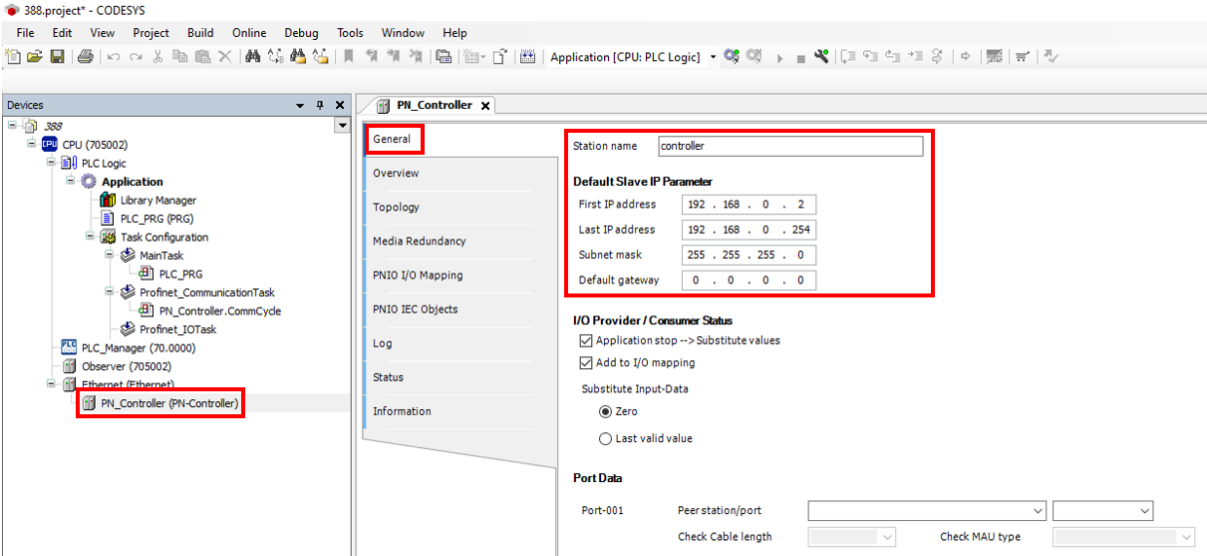 388.project* - CODESYS
File Edit View Project Build Online Debug Tools Window Help
Application [CPU: PLC Logic]
Devices
388
CPU (705002)
PLC Logic
Application
Library Manager
PLC_PRG (PRG)
Task Configuration
MainTask
PLC_PRG
Profinet_CommunicationTask
PN_Controller.CommCycle
Profinet_IOTask
PLC_Manager (70.0000)
Observer (705002)
Ethernet (Ethernet)
PN_Controller (PN-Controller)
PN_Controller
General
Overview
Topology
Media Redundancy
PNIO I/O Mapping
PNIO IEC Objects
Log
Status
Information
Station name controller
Default Slave IP Parameter
First IP address 192 . 168 . 0 . 2
Last IP address 192 . 168 . 0 . 254
Subnet mask 255 . 255 . 255 . 0
Default gateway 0 . 0 . 0 . 0
I/O Provider / Consumer Status
Application stop --> Substitute values
Add to I/O mapping
Substitute Input-Data
Zero
Last valid value
Port Data
Port-001 Peer station/port
Check Cable length Check MAU type